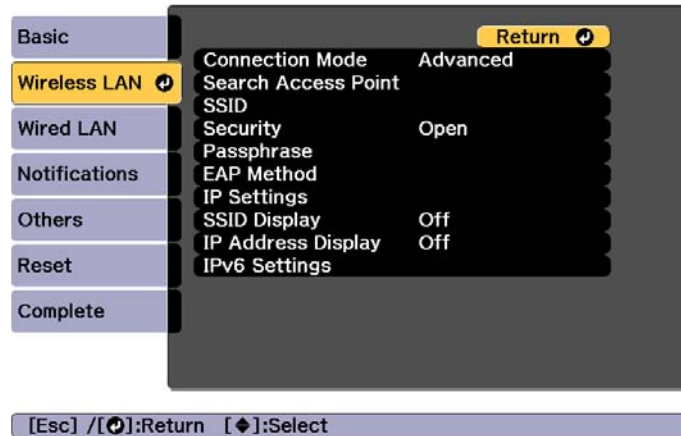 Basic
Wireless LAN
Wired LAN
Notifications
Others
Reset
Complete
Return
Connection Mode Advanced
Search Access Point
SSID
Security Open
Passphrase
EAP Method
IP Settings
SSID Display Off
IP Address Display Off
IPv6 Settings
[Esc] /[⏎]:Return [◆]:Select